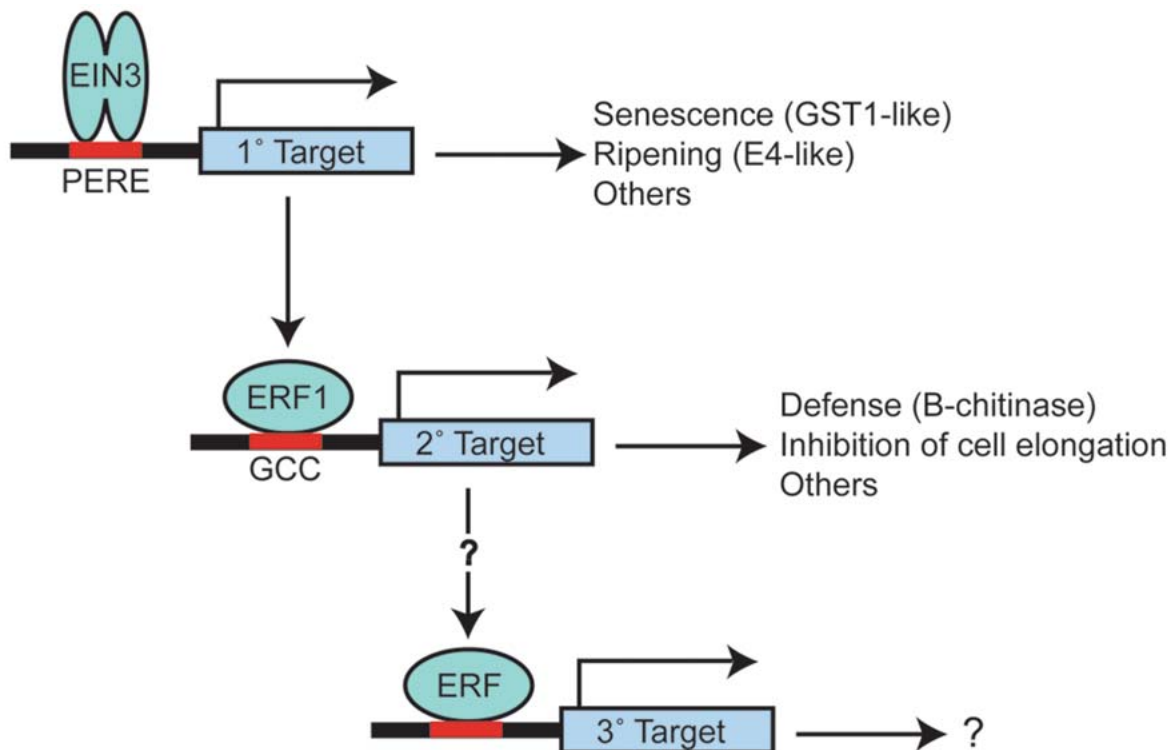 EIN3
1° Target
PERE
Senescence (GST1-like)
Ripening (E4-like)
Others
ERF1
2° Target
GCC
Defense (B-chitinase)
Inhibition of cell elongation
Others
?
ERF
3° Target
?